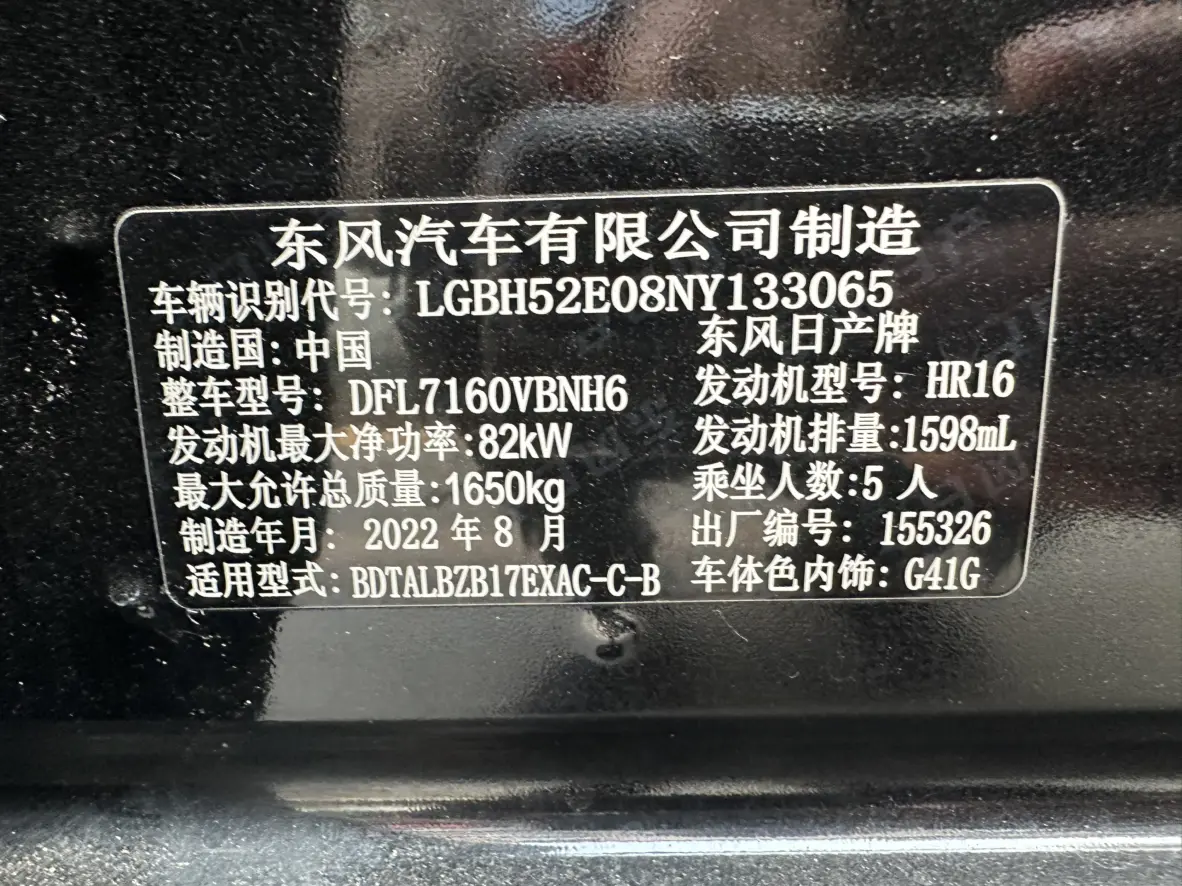 东风汽车有限公司制造
车辆识别代号: LGBH52E08NY133065
制造国: 中国 东风日产牌
整车型号: DFL7160VBNH6 发动机型号: HR16
发动机最大净功率:82kW 发动机排量:1598mL
最大允许总质量:1650kg 乘坐人数:5 人
制造年月: 2022 年 8 月 出厂编号: 155326
适用型式: BDTALBZB17EXAC-C-B 车体色内饰: G41G